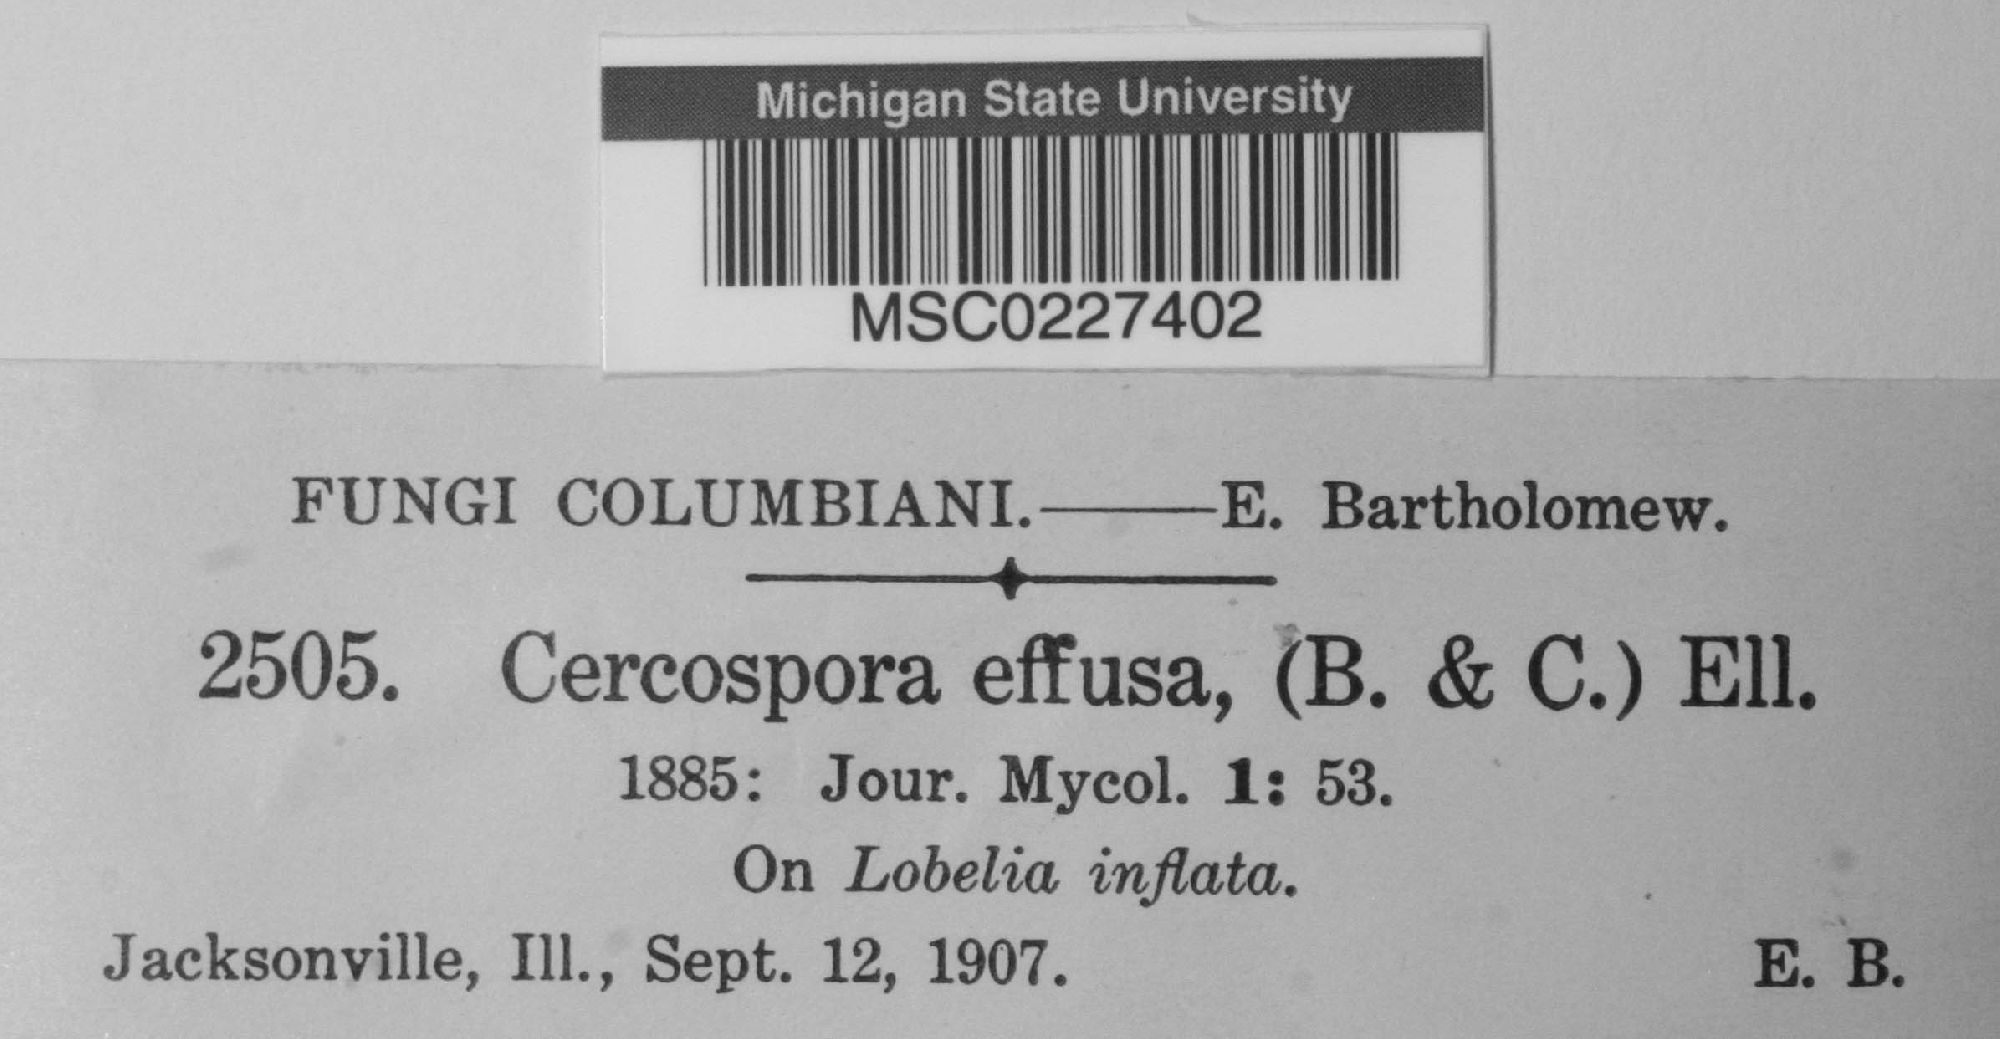 Michigan State University
MSC0227402
FUNGI COLUMBIANI.——E. Bartholomew.
2505. Cercospora effusa, (B. & C.) Ell.
1885: Jour. Mycol. 1: 53.
On Lobelia inflata.
Jacksonville, Ill., Sept. 12, 1907. E. B.